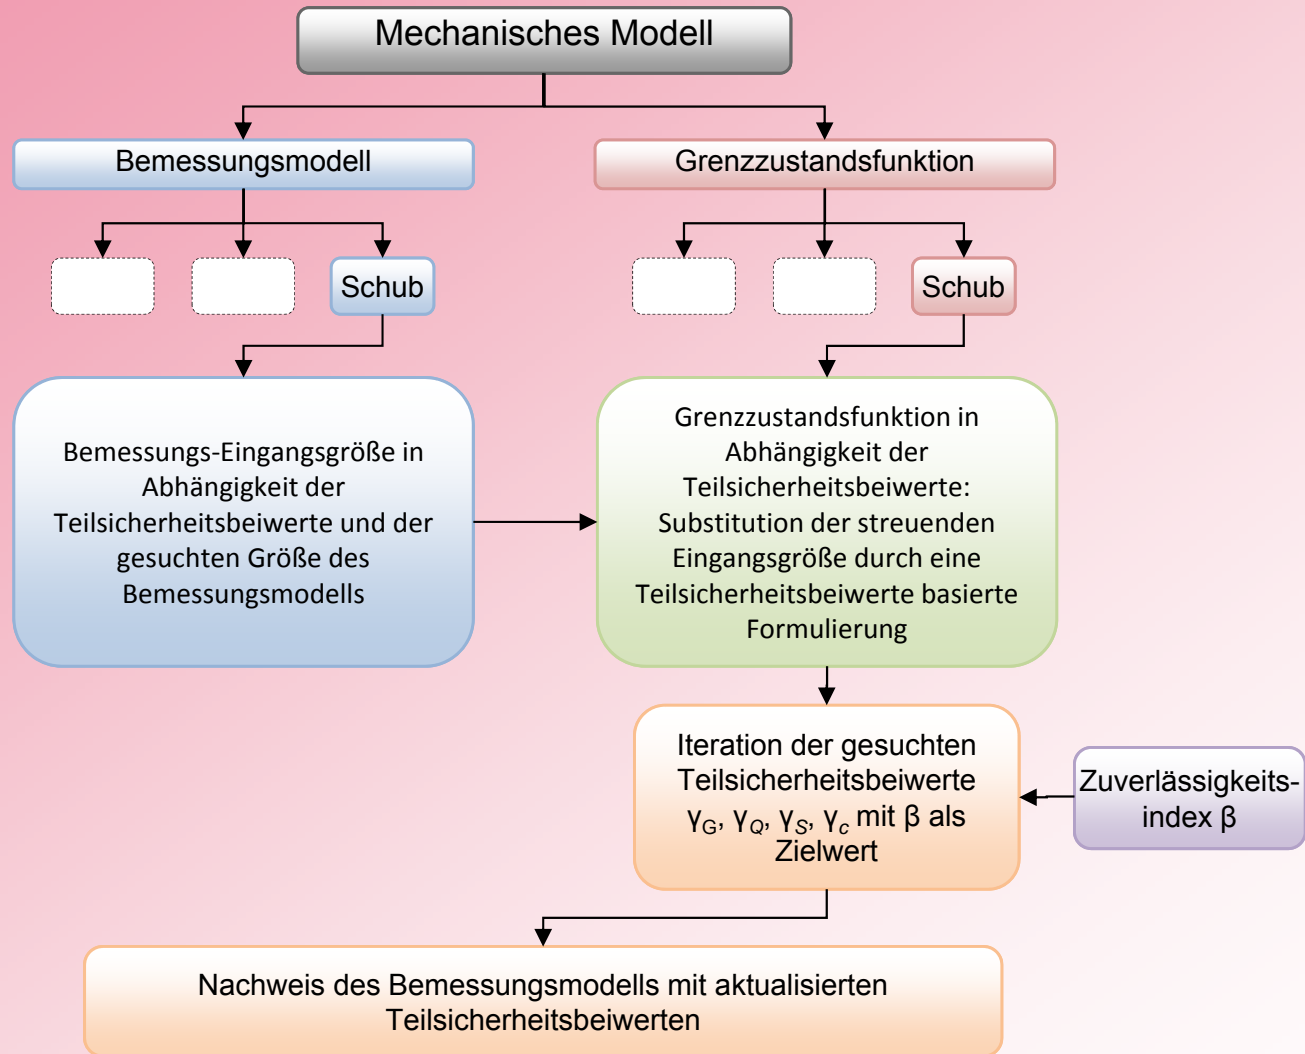 Mechanisches Modell
Bemessungsmodell
Grenzzustandsfunktion
Schub
Schub
Bemessungs-Eingangsgröße in
Abhängigkeit der
Teilsicherheitsbeiwerte und der
gesuchten Größe des
Bemessungsmodells
Grenzzustandsfunktion in
Abhängigkeit der
Teilsicherheitsbeiwerte:
Substitution der streuenden
Eingangsgröße durch eine
Teilsicherheitsbeiwerte basierte
Formulierung
Iteration der gesuchten
Teilsicherheitsbeiwerte
γG, γQ, γS, γc mit β als
Zielwert
Zuverlässigkeits-
index β
Nachweis des Bemessungsmodells mit aktualisierten
Teilsicherheitsbeiwerten